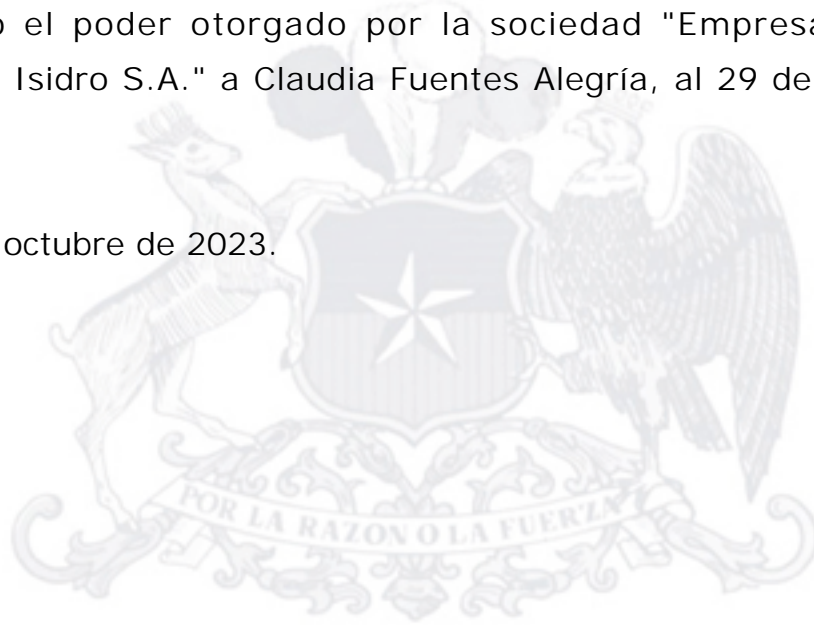 o el poder otorgado por la sociedad "Empresa
Isidro S.A." a Claudia Fuentes Alegría, al 29 de
octubre de 2023.
POR LA RAZON O LA FUERZA